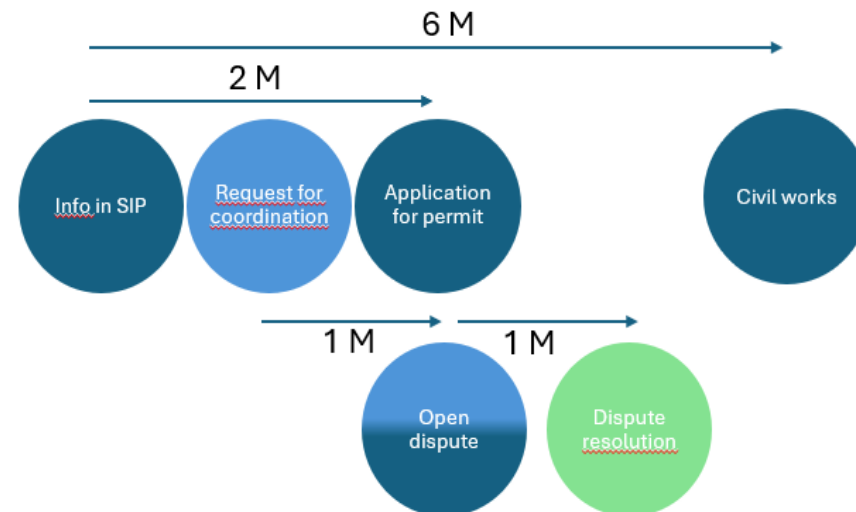 6 M
2 M
Info in SIP
Request for
coordination
Application
for permit
Civil works
1 M
1 M
Open
dispute
Dispute
resolution